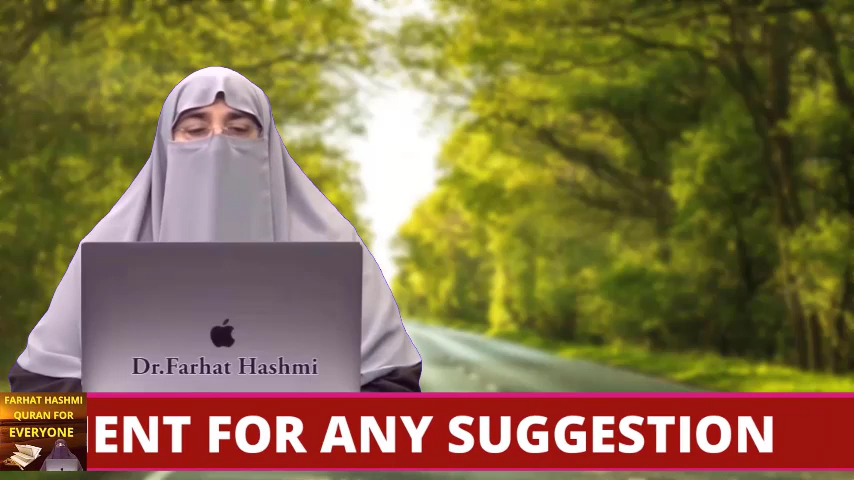 Dr.Farhat Hashmi
FARHAT HASHMI
QURAN FOR
EVERYONE
ENT FOR ANY SUGGESTION